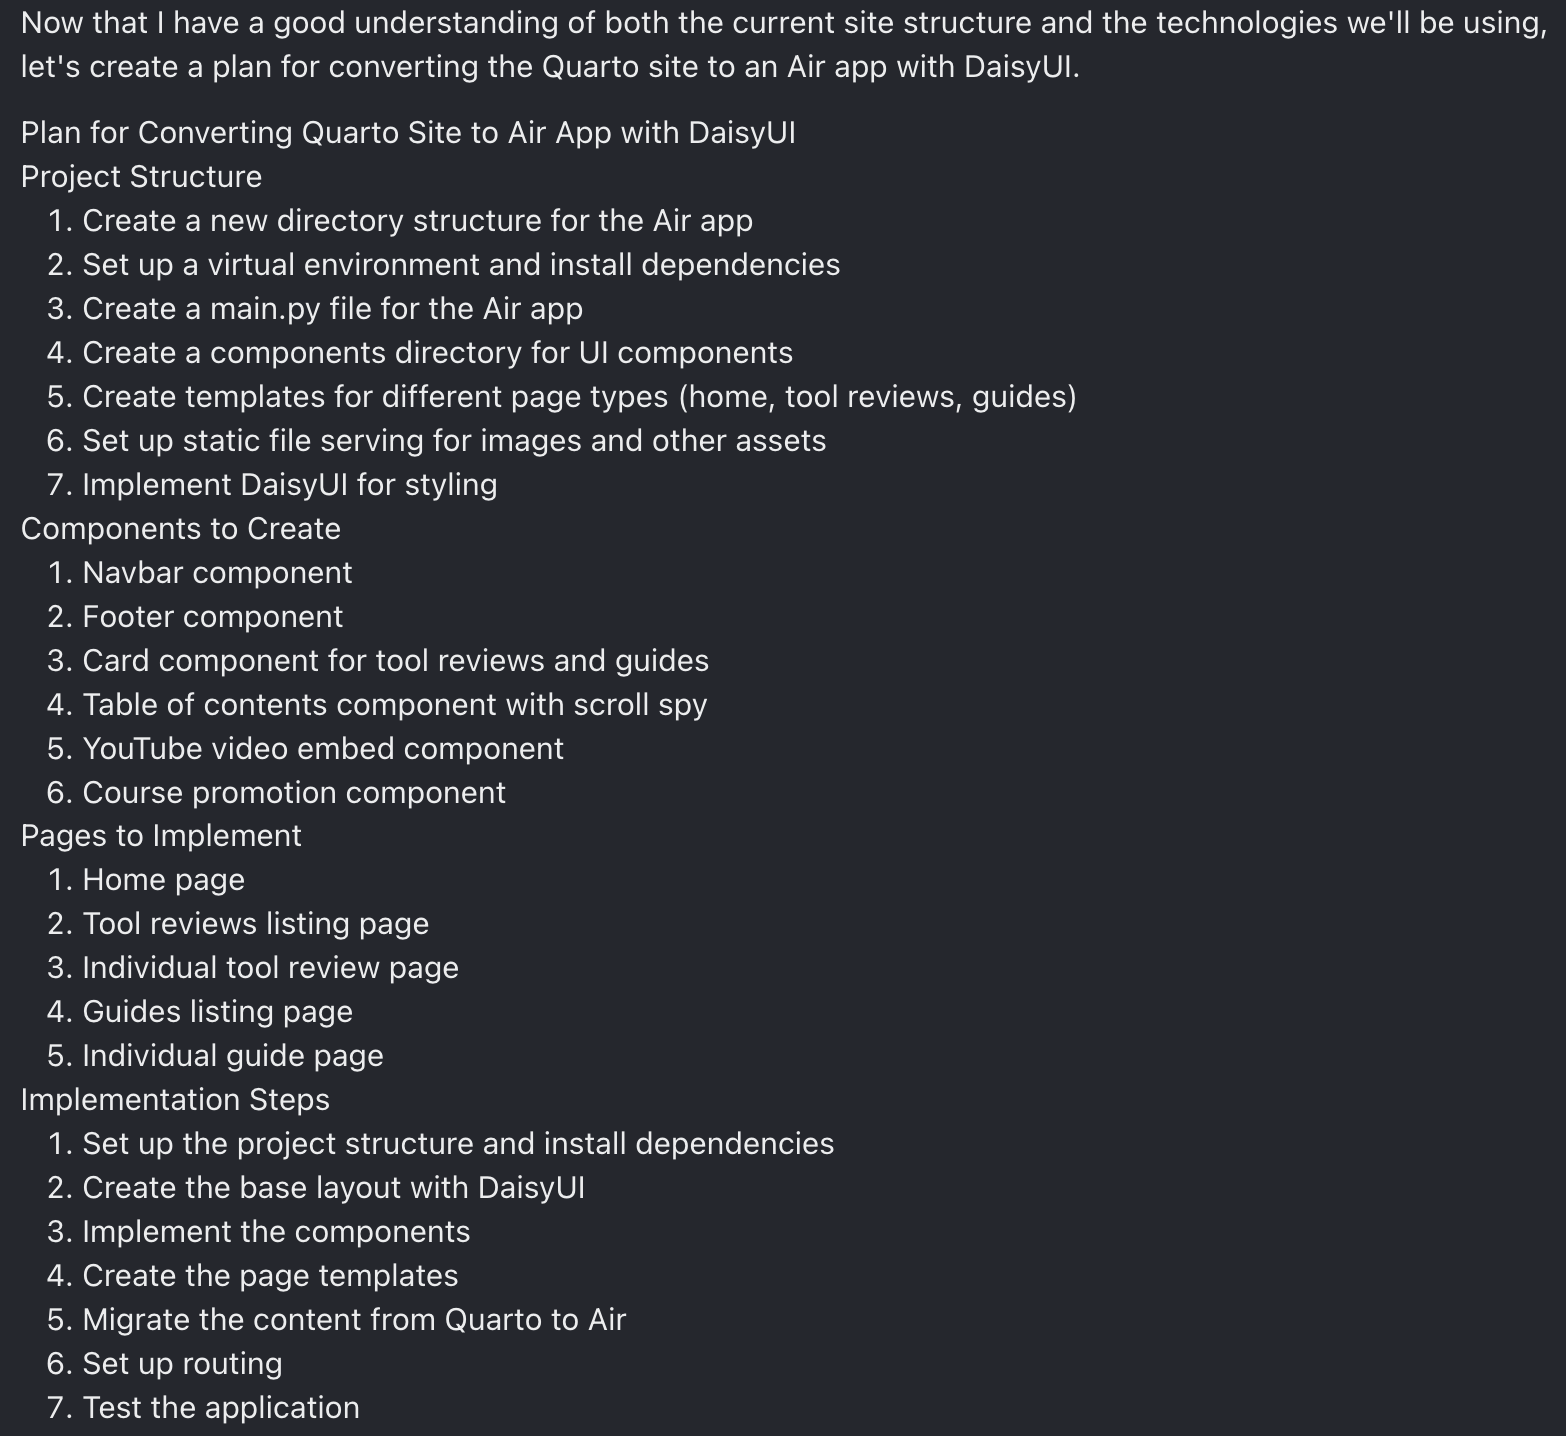 Now that I have a good understanding of both the current site structure and the technologies we'll be using,
let's create a plan for converting the Quarto site to an Air app with DaisyUI.
Plan for Converting Quarto Site to Air App with DaisyUI
Project Structure
1. Create a new directory structure for the Air app
2. Set up a virtual environment and install dependencies
3. Create a main.py file for the Air app
4. Create a components directory for UI components
5. Create templates for different page types (home, tool reviews, guides)
6. Set up static file serving for images and other assets
7. Implement DaisyUI for styling
Components to Create
1. Navbar component
2. Footer component
3. Card component for tool reviews and guides
4. Table of contents component with scroll spy
5. YouTube video embed component
6. Course promotion component
Pages to Implement
1. Home page
2. Tool reviews listing page
3. Individual tool review page
4. Guides listing page
5. Individual guide page
Implementation Steps
1. Set up the project structure and install dependencies
2. Create the base layout with DaisyUI
3. Implement the components
4. Create the page templates
5. Migrate the content from Quarto to Air
6. Set up routing
7. Test the application